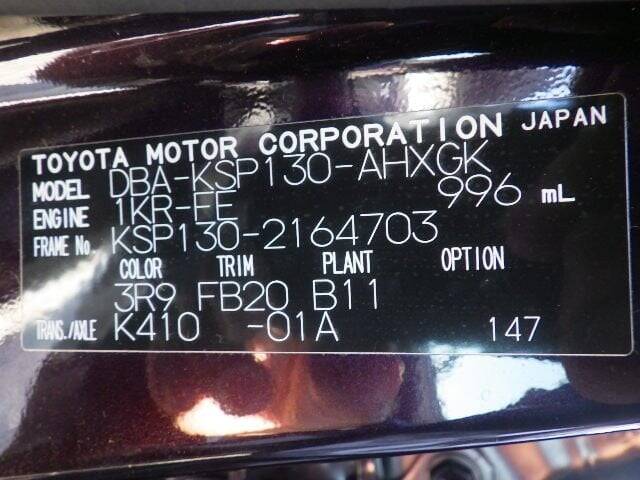 TOYOTA MOTOR CORPORATION JAPAN
MODEL DBA-KSP130-AHXGK
ENGINE 1KR-FE 996 mL
FRAME No. KSP130-2164703
COLOR TRIM PLANT OPTION
3R9 FB20 B11
TRANS./AXLE K410 -01A 147